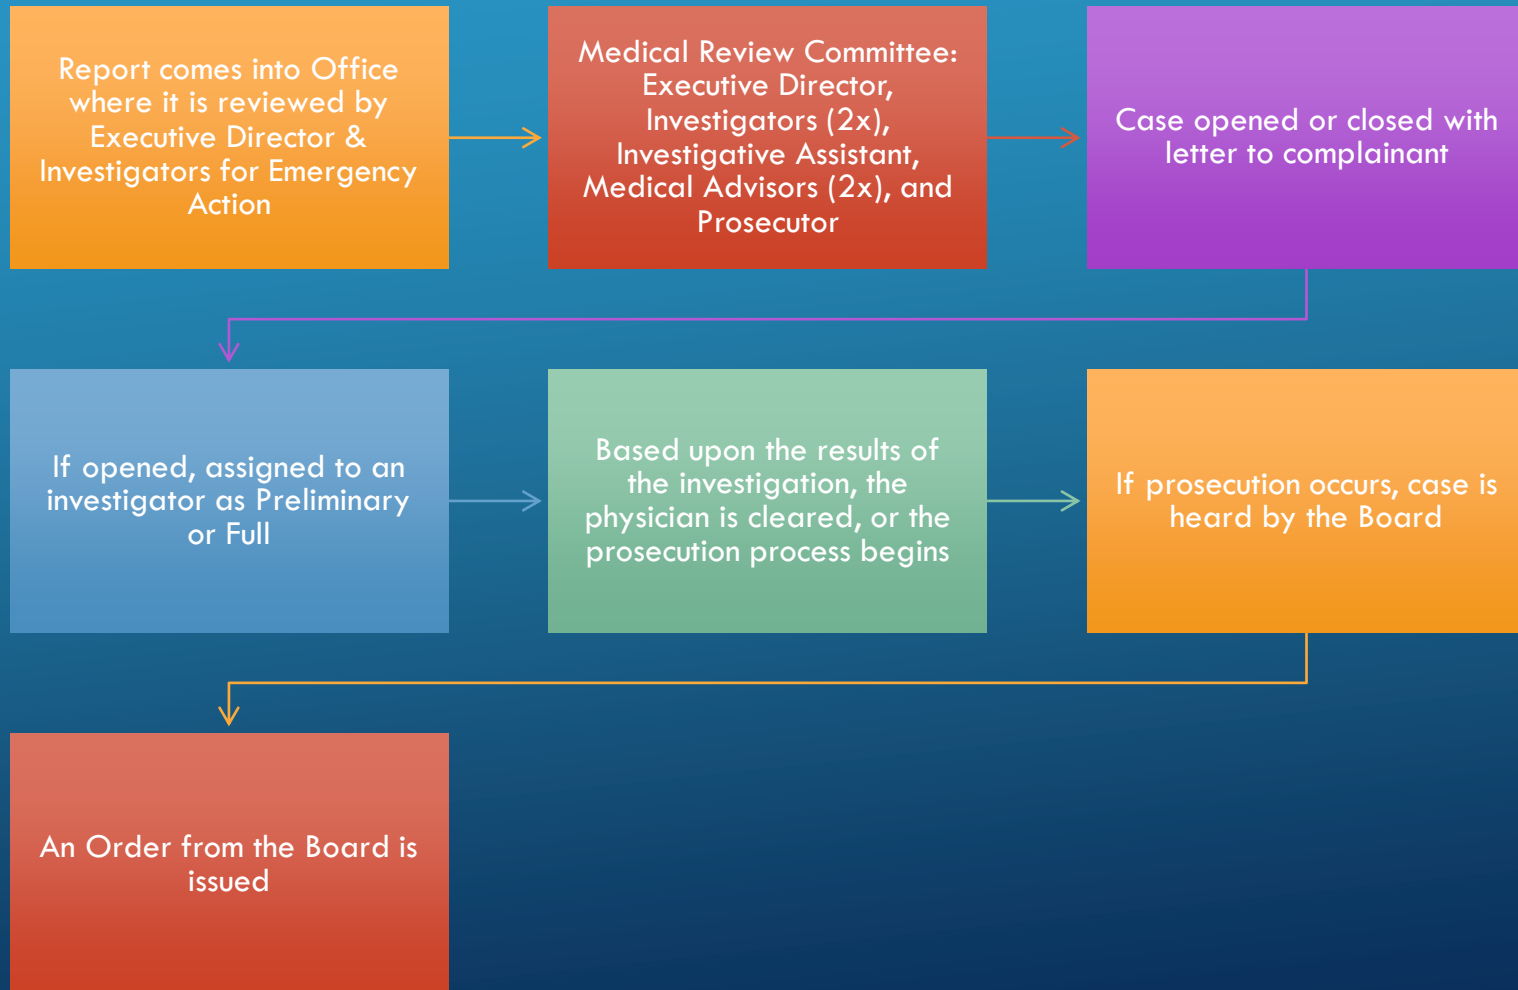 Report comes into Office
where it is reviewed by
Executive Director &
Investigators for Emergency
Action
Medical Review Committee:
Executive Director,
Investigators (2x),
Investigative Assistant,
Medical Advisors (2x), and
Prosecutor
Case opened or closed with
letter to complainant
If opened, assigned to an
investigator as Preliminary
or Full
Based upon the results of
the investigation, the
physician is cleared, or the
prosecution process begins
If prosecution occurs, case is
heard by the Board
An Order from the Board is
issued